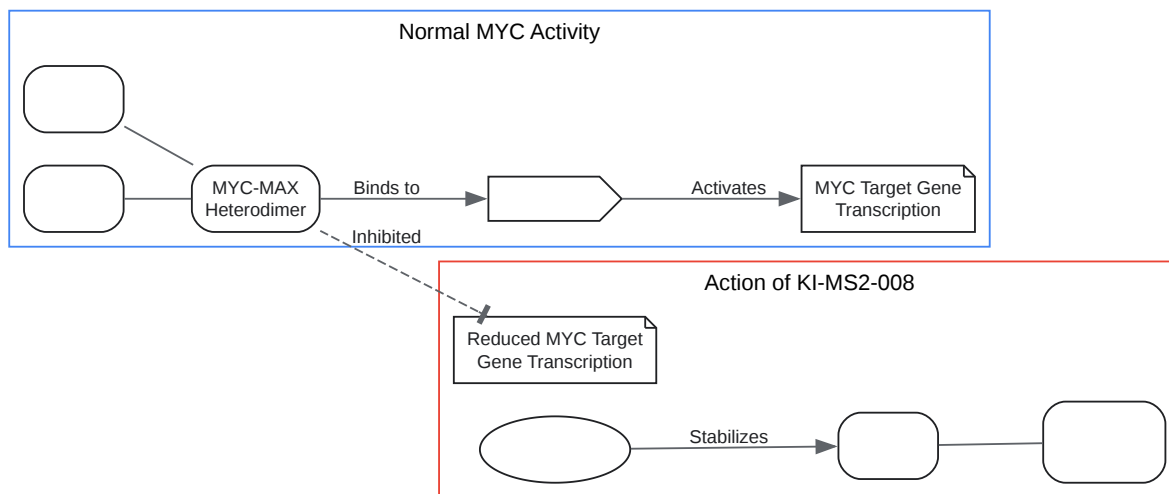 Normal MYC Activity
MYC-MAX
Heterodimer
Binds to
Activates
MYC Target Gene
Transcription
Inhibited
Action of KI-MS2-008
Reduced MYC Target
Gene Transcription
Stabilizes